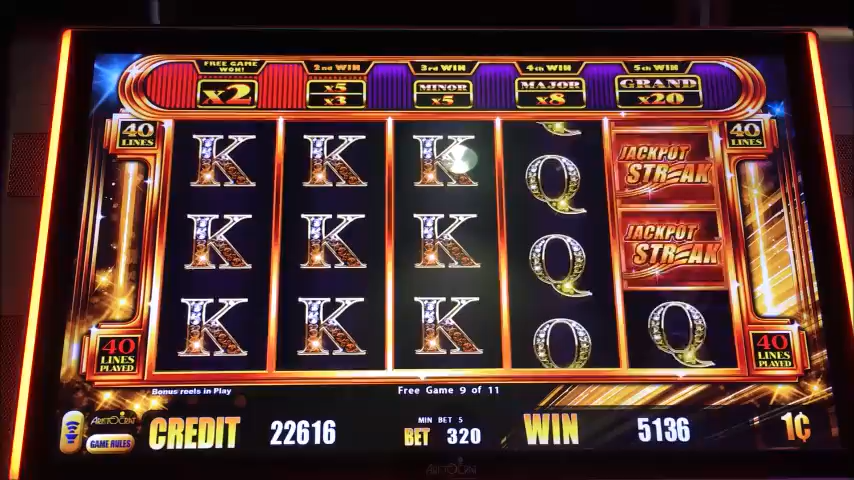 FREE GAME WON! 2nd WIN 3rd WIN 4th WIN 5th WIN
x2 x5 x3 MINOR x5 MAJOR x8 GRAND x20
40 LINES K K K Q JACKPOT STREAK 40 LINES
K K K Q JACKPOT STREAK
40 LINES PLAYED K K K Q Q 40 LINES PLAYED
Bonus reels in Play Free Game 9 of 11
ARISTOCRAT GAME RULES CREDIT 22616 MIN BET 5 BET 320 WIN 5136 1¢
ARISTOCRAT